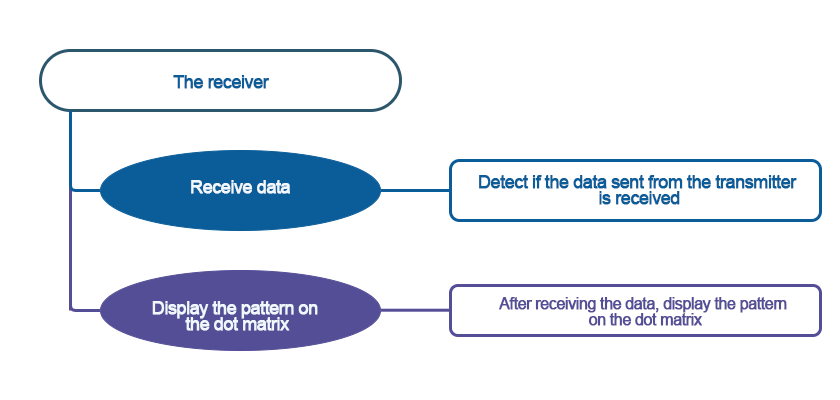 The receiver
Receive data
Detect if the data sent from the transmitter
is received
Display the pattern on
the dot matrix
After receiving the data, display the pattern
on the dot matrix